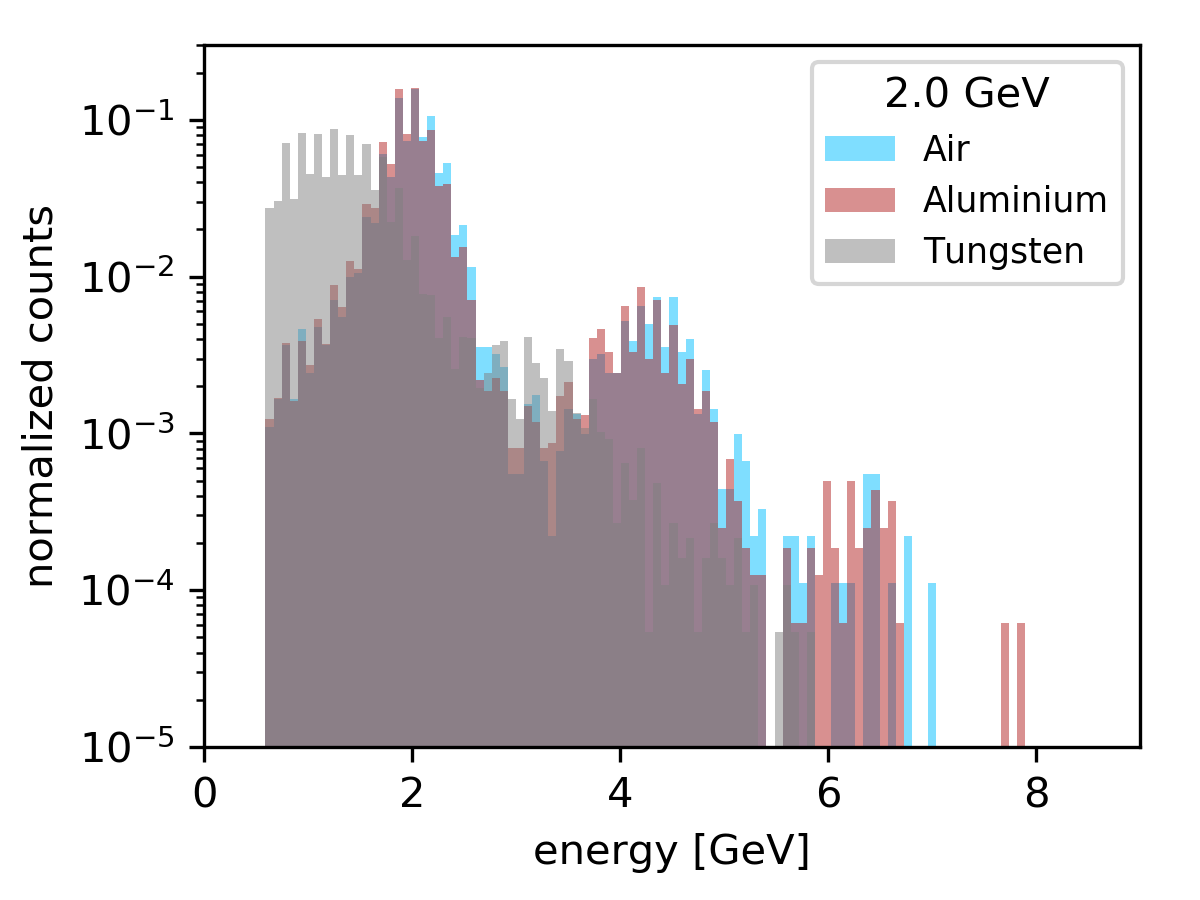 2.0 GeV
Air
Aluminium
Tungsten
10⁻¹
10⁻²
10⁻³
10⁻⁴
10⁻⁵
normalized counts
0 2 4 6 8
energy [GeV]